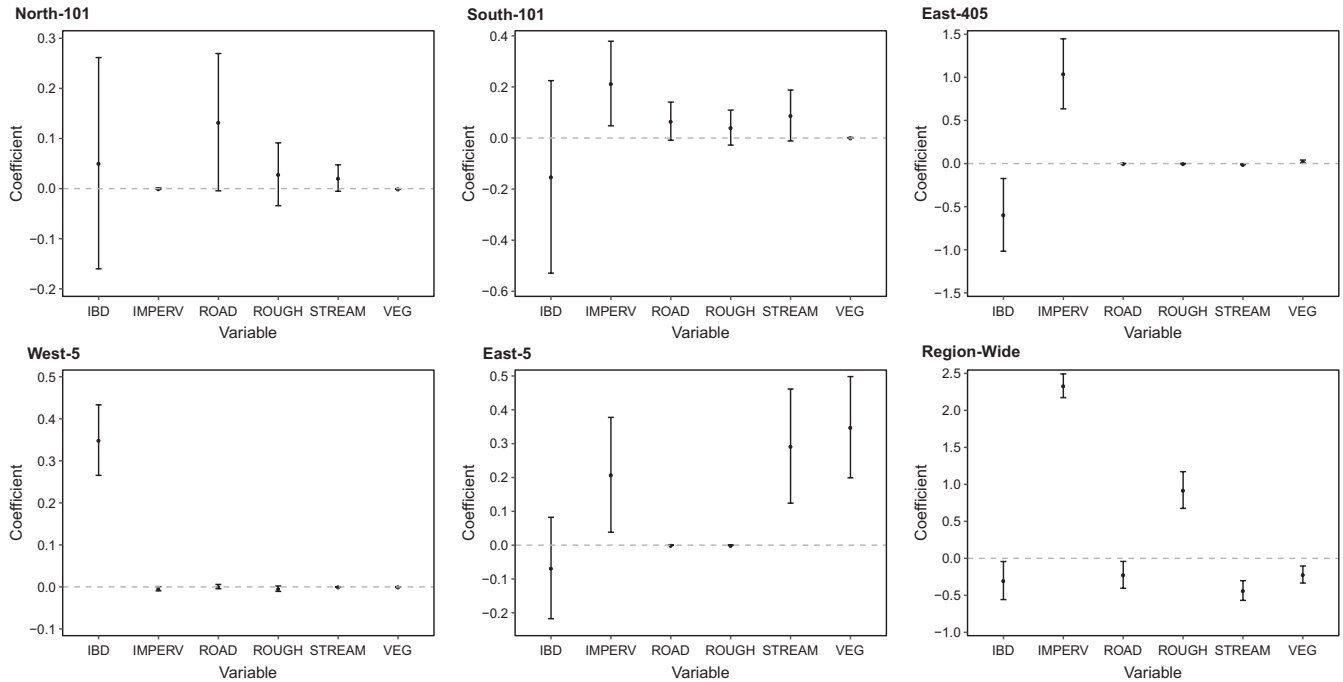 North-101
0.3
0.2
0.1
0.0
−0.1
−0.2
Coefficient
IBD IMPERV ROAD ROUGH STREAM VEG
Variable
South-101
0.4
0.2
0.0
−0.2
−0.4
−0.6
Coefficient
IBD IMPERV ROAD ROUGH STREAM VEG
Variable
East-405
1.5
1.0
0.5
0.0
−0.5
−1.0
−1.5
Coefficient
IBD IMPERV ROAD ROUGH STREAM VEG
Variable
West-5
0.5
0.4
0.3
0.2
0.1
0.0
−0.1
Coefficient
IBD IMPERV ROAD ROUGH STREAM VEG
Variable
East-5
0.5
0.4
0.3
0.2
0.1
0.0
−0.1
−0.2
Coefficient
IBD IMPERV ROAD ROUGH STREAM VEG
Variable
Region-Wide
2.5
2.0
1.5
1.0
0.5
0.0
−0.5
−1.0
Coefficient
IBD IMPERV ROAD ROUGH STREAM VEG
Variable